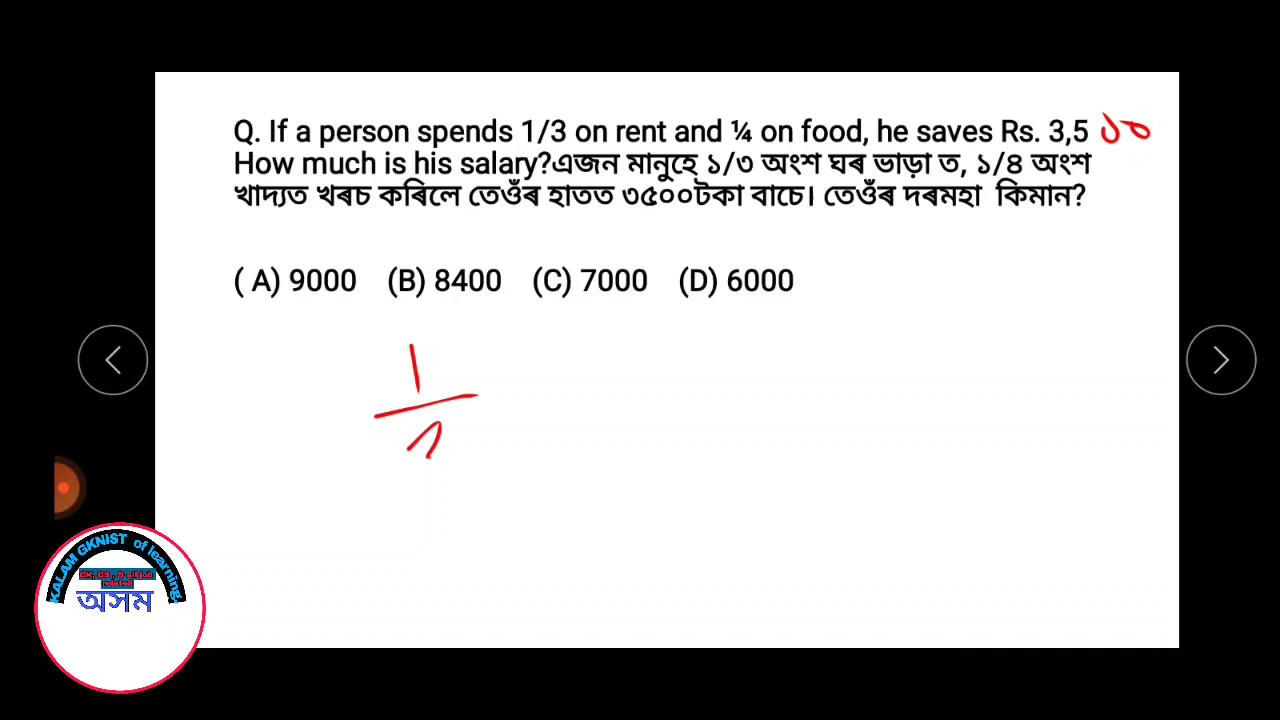 Q. If a person spends 1/3 on rent and ¼ on food, he saves Rs. 3,5 00
How much is his salary?এজন মানুহে ১/৩ অংশ ঘৰ ভাড়া ত, ১/৪ অংশ
খাদ্যত খৰচ কৰিলে তেওঁৰ হাতত ৩৫০০টকা বাচে। তেওঁৰ দৰমহা কিমান?
( A) 9000 (B) 8400 (C) 7000 (D) 6000
1
KALAM GKNIST of learning.
অসম